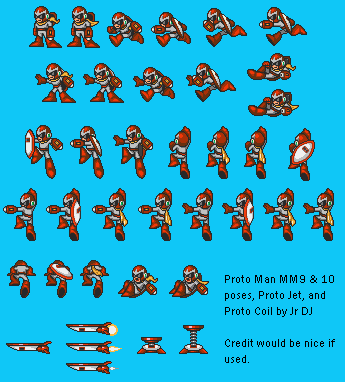 Proto Man MM9 & 10
poses, Proto Jet, and
Proto Coil by Jr DJ
Credit would be nice if
used.